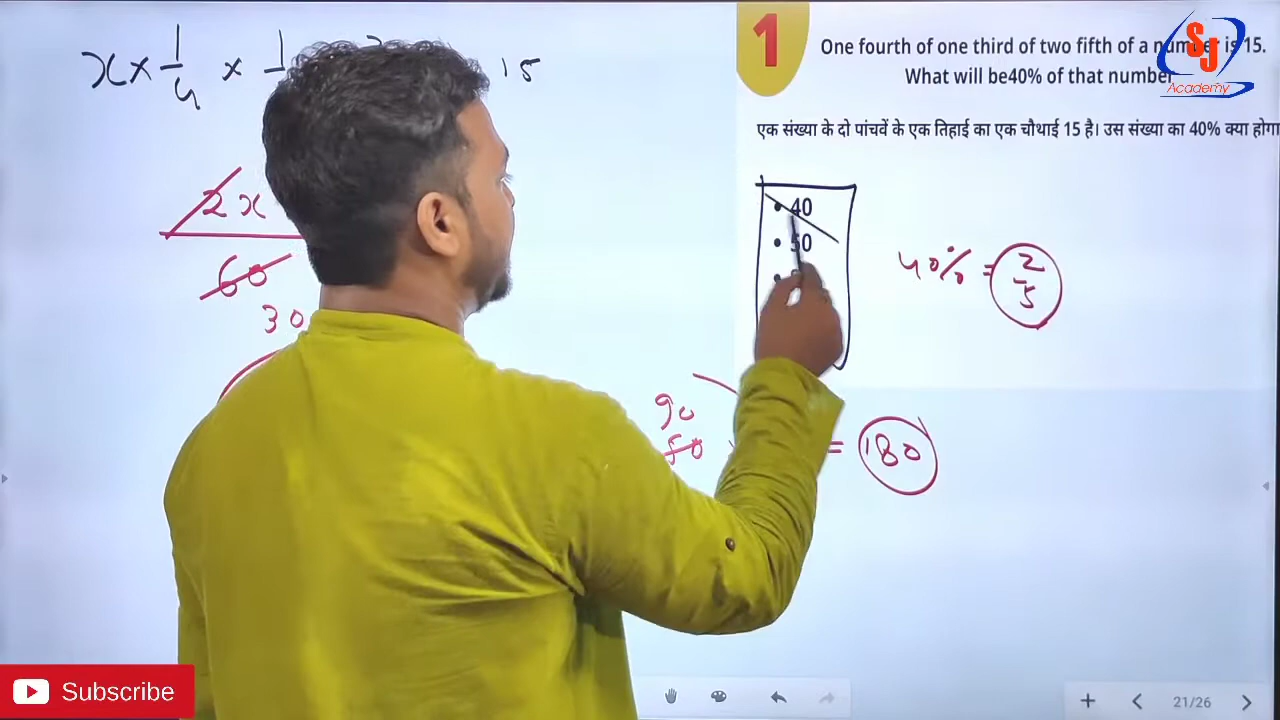 x × 1/4 × 1 15
1
One fourth of one third of two fifth of a number is 15.
What will be40% of that number
SJ
Academy
एक संख्या के दो पांचवें के एक तिहाई का एक चौथाई 15 है। उस संख्या का 40% क्या होगा
2x
60
30
40
50
40% = 2/5
90
= 180
Subscribe
21/26